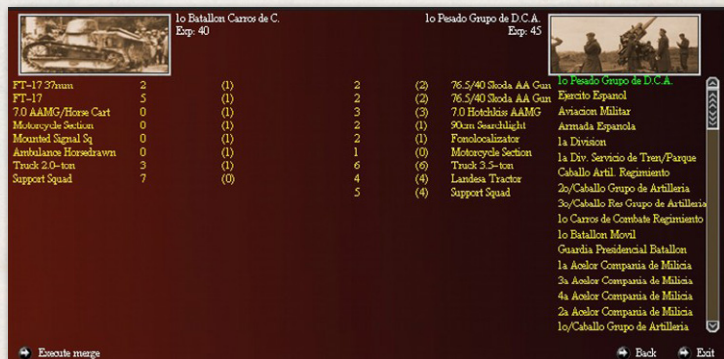 1o Batallon Carros de C.
Exp: 40
1o Pesado Grupo de D.C.A.
Exp: 45
FT-17 37mm 2 (1)
FT-17 5 (1)
7.0 AAMG/Horse Cart 0 (1)
Motorcycle Section 0 (1)
Mounted Signal Sq 0 (1)
Ambulance Horsedrawn 0 (1)
Truck 2.0-ton 3 (1)
Support Squad 7 (0)
2 (2) 76.5/40 Skoda AA Gun
2 (2) 76.5/40 Skoda AA Gun
3 (3) 7.0 Hotchkiss AAMG
2 (1) 90cm Searchlight
2 (1) Fonolocalizator
1 (0) Motorcycle Section
6 (6) Truck 3.5-ton
4 (4) Landesa Tractor
5 (4) Support Squad
1o Pesado Grupo de D.C.A.
Ejercito Espanol
Aviacion Militar
Armada Espanola
1a Division
1a Div. Servicio de Tren/Parque
Caballo Artil. Regimiento
2o/Caballo Grupo de Artilleria
3o/Caballo Res Grupo de Artilleria
1o Carros de Combate Regimiento
1o Batallon Movil
Guardia Presidencial Batallon
1a Acelor Compania de Milicia
3a Acelor Compania de Milicia
4a Acelor Compania de Milicia
2a Acelor Compania de Milicia
1o/Caballo Grupo de Artilleria
Execute merge
Back
Exit